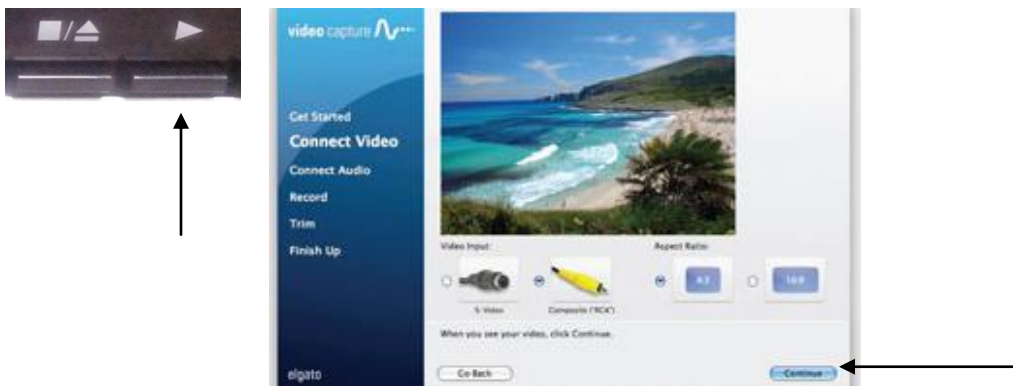 video capture
Get Started
Connect Video
Connect Audio
Record
Trim
Finish Up
Video Input:
Aspect Ratio:
4:3
16:9
S-Video
Composite ('RCA')
When you see your video, click Continue.
elgato
Go Back
Continue